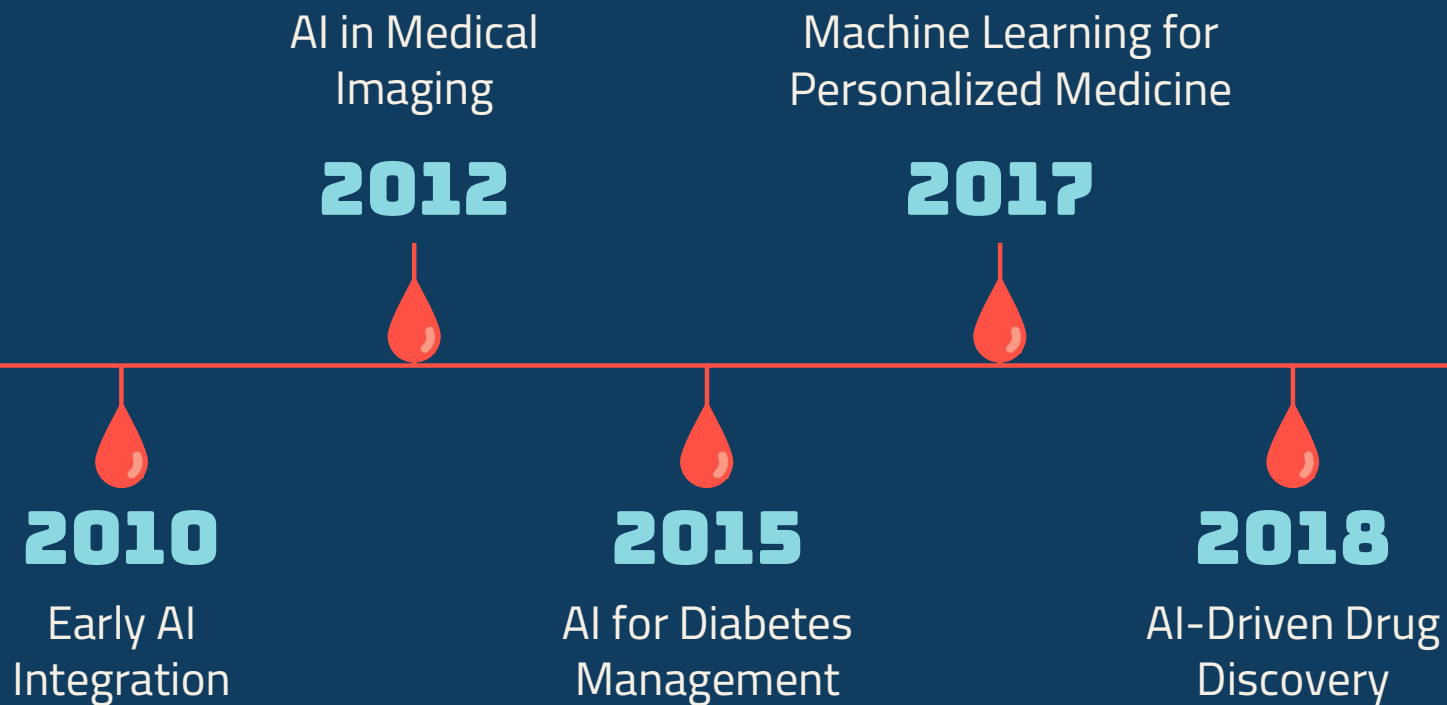 AI in Medical
Imaging
2012
Machine Learning for
Personalized Medicine
2017
2010
Early AI
Integration
2015
AI for Diabetes
Management
2018
AI-Driven Drug
Discovery